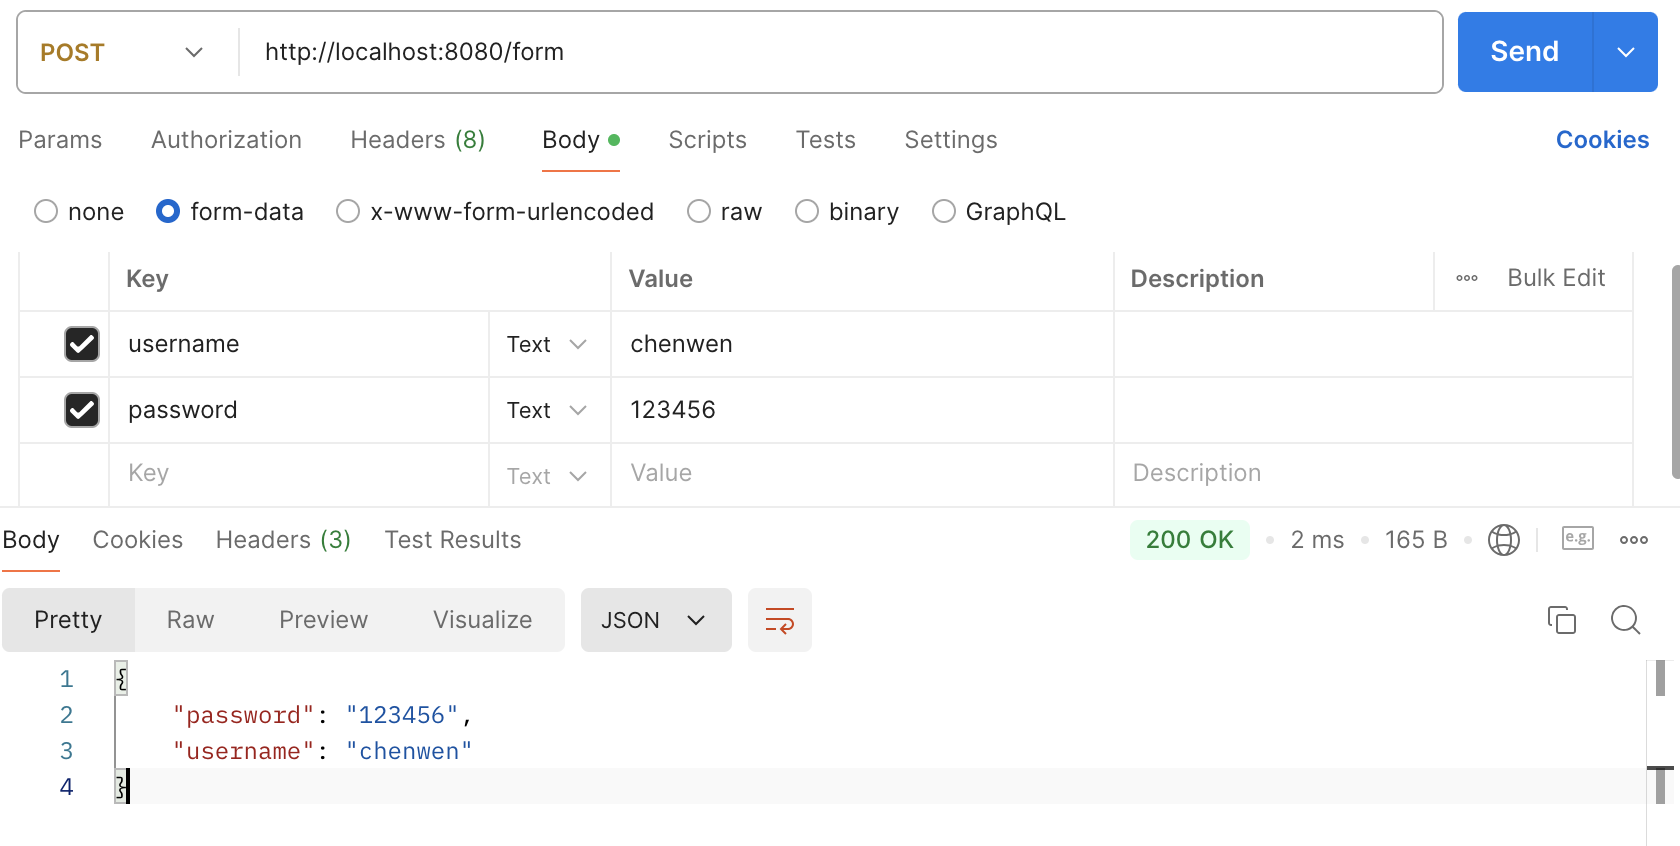 POST http://localhost:8080/form Send
Params Authorization Headers (8) Body Scripts Tests Settings Cookies
none form-data x-www-form-urlencoded raw binary GraphQL
Key Value Description Bulk Edit
username Text chenwen
password Text 123456
Key Text Value Description
Body Cookies Headers (3) Test Results 200 OK 2 ms 165 B e.g.
Pretty Raw Preview Visualize JSON
1 {
2 "password": "123456",
3 "username": "chenwen"
4 }